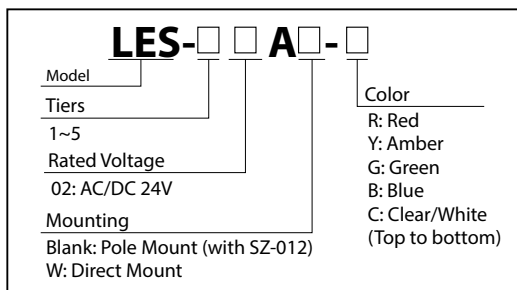 LES-□ □ A□-□
Model
Tiers
1~5
Rated Voltage
02: AC/DC 24V
Mounting
Blank: Pole Mount (with SZ-012)
W: Direct Mount
Color
R: Red
Y: Amber
G: Green
B: Blue
C: Clear/White
(Top to bottom)